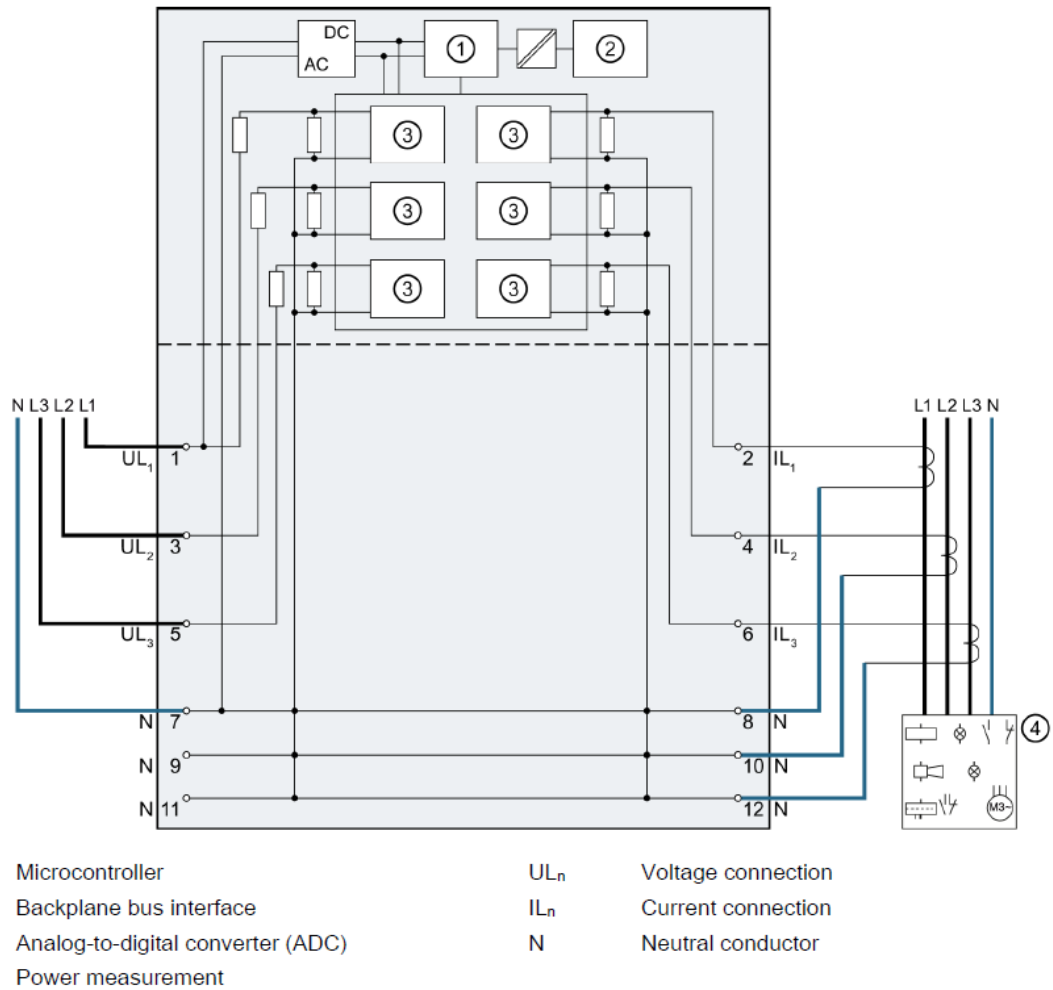 DC
AC
1
2
3
3
3
3
3
3
N L3 L2 L1
L1 L2 L3 N
UL₁ 1
2 IL₁
UL₂ 3
4 IL₂
UL₃ 5
6 IL₃
N 7
8 N
4
N 9
10 N
N 11
12 N
M3~
Microcontroller
ULₙ Voltage connection
Backplane bus interface
ILₙ Current connection
Analog-to-digital converter (ADC)
N Neutral conductor
Power measurement